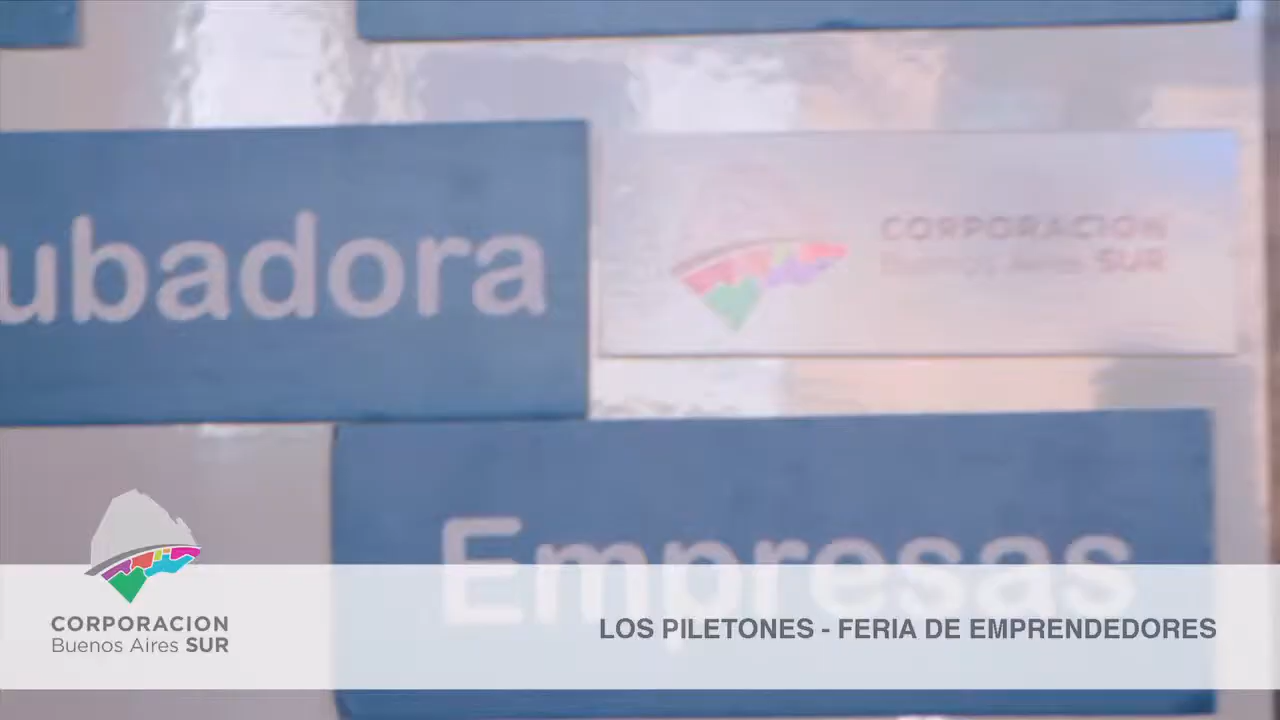 ubadora
CORPORACION
Buenos Aires SUR
Empresas
CORPORACION
Buenos Aires SUR
LOS PILETONES - FERIA DE EMPRENDEDORES